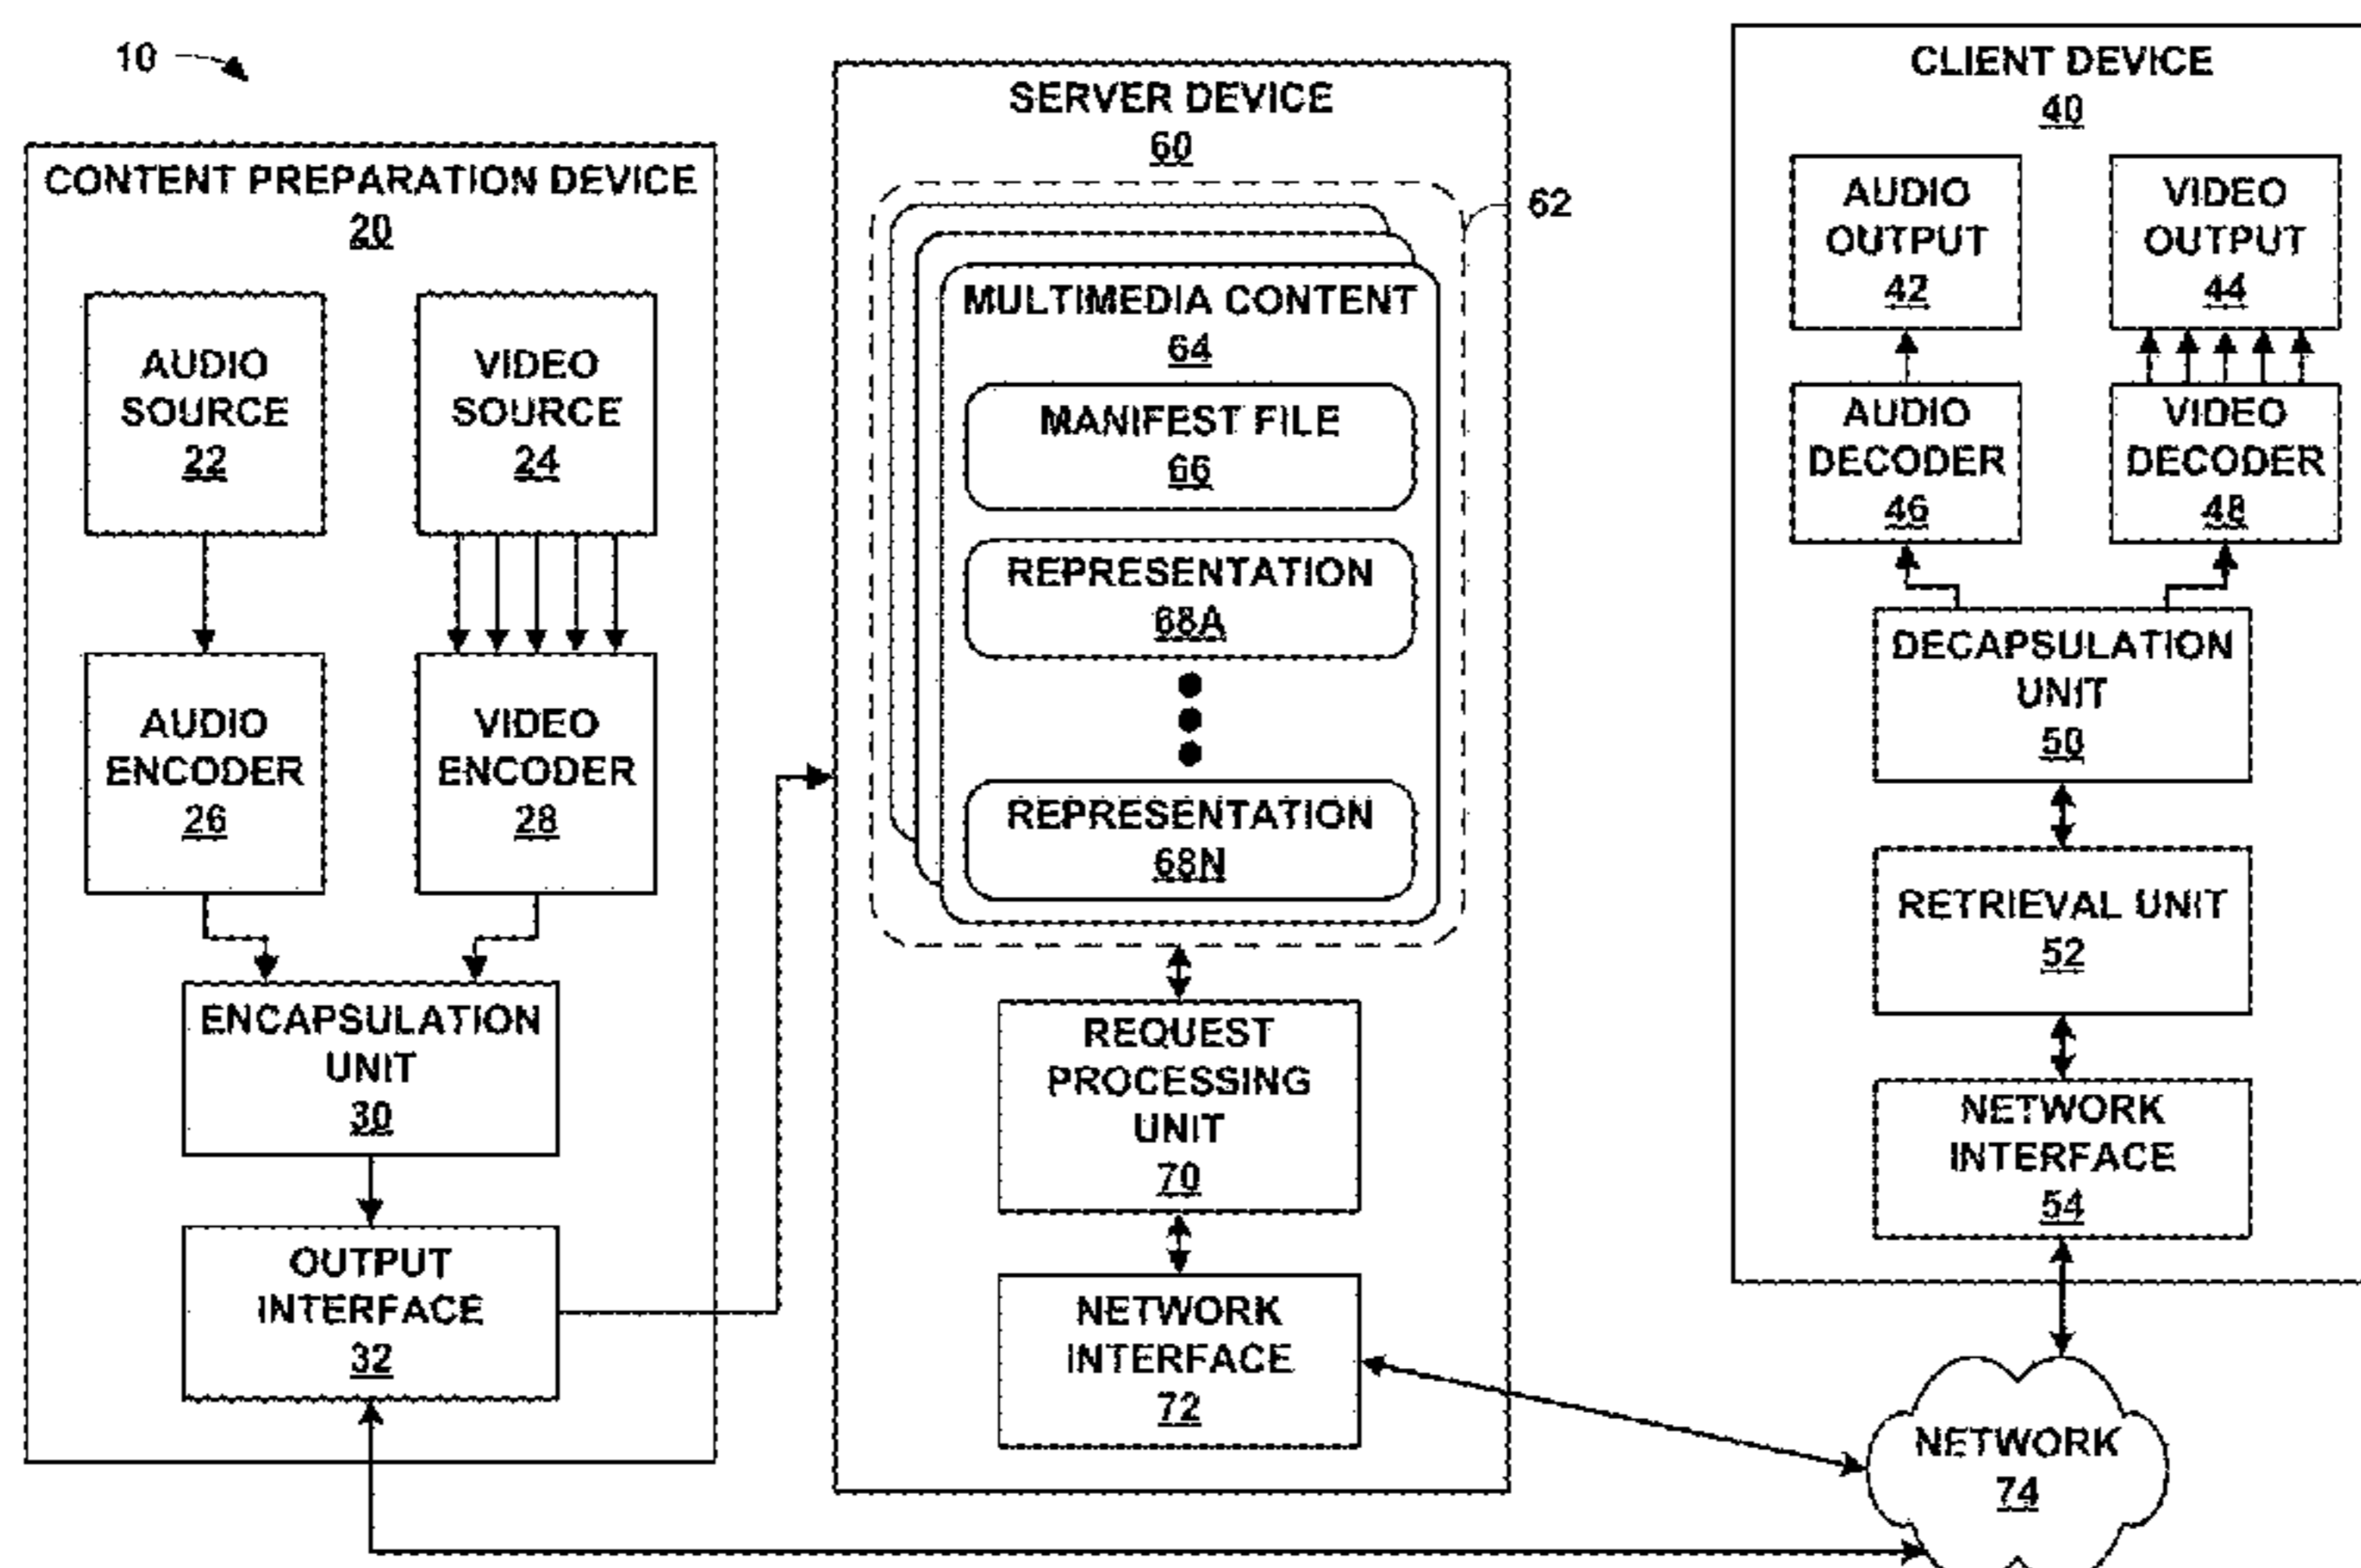 10
CONTENT PREPARATION DEVICE
20
AUDIO
SOURCE
22
VIDEO
SOURCE
24
AUDIO
ENCODER
26
VIDEO
ENCODER
28
ENCAPSULATION
UNIT
30
OUTPUT
INTERFACE
32
SERVER DEVICE
60
62
MULTIMEDIA CONTENT
64
MANIFEST FILE
66
REPRESENTATION
68A
REPRESENTATION
68N
REQUEST
PROCESSING
UNIT
70
NETWORK
INTERFACE
72
CLIENT DEVICE
40
AUDIO
OUTPUT
42
VIDEO
OUTPUT
44
AUDIO
DECODER
46
VIDEO
DECODER
48
DECAPSULATION
UNIT
50
RETRIEVAL UNIT
52
NETWORK
INTERFACE
54
NETWORK
74